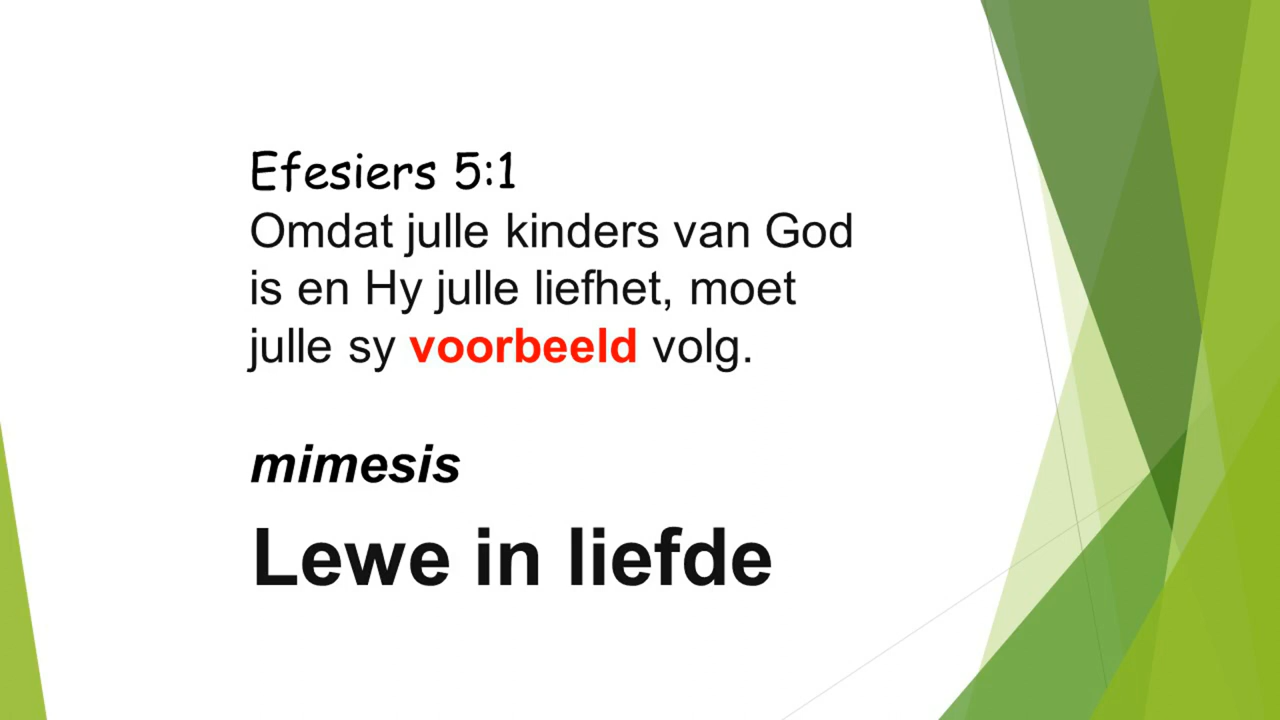 Efesiers 5:1
Omdat julle kinders van God
is en Hy julle liefhet, moet
julle sy voorbeeld volg.
mimesis
Lewe in liefde